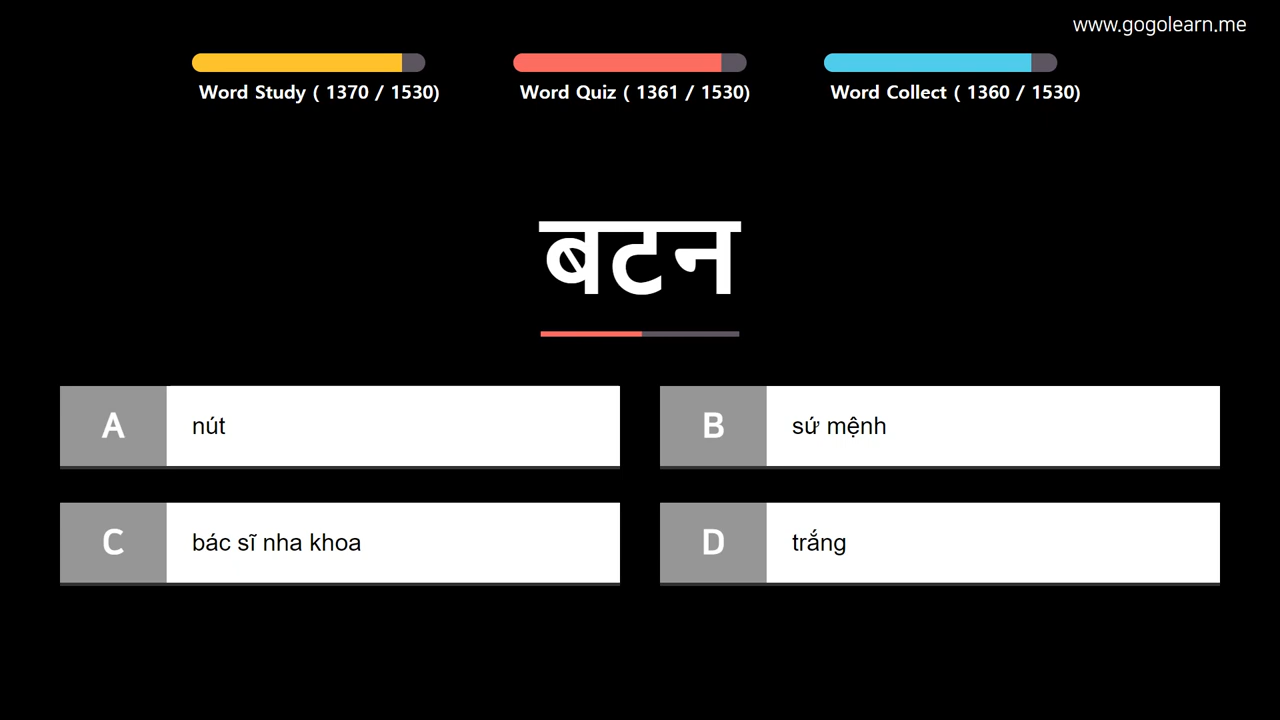 www.gogolearn.me
Word Study ( 1370 / 1530)
Word Quiz ( 1361 / 1530)
Word Collect ( 1360 / 1530)
बटन
A nút
B sứ mệnh
C bác sĩ nha khoa
D trắng